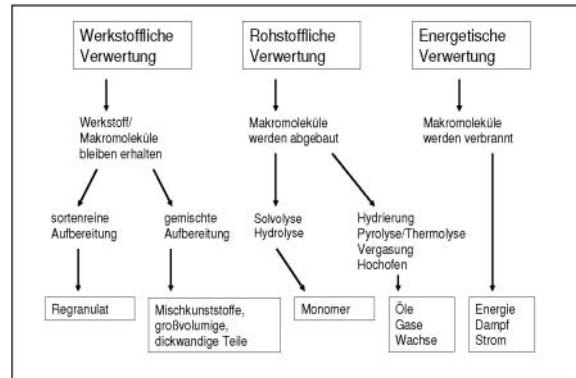 Werkstoffliche
Verwertung
Rohstoffliche
Verwertung
Energetische
Verwertung
Werkstoff/
Makromoleküle
bleiben erhalten
Makromoleküle
werden abgebaut
Makromoleküle
werden verbrannt
sortenreine
Aufbereitung
gemischte
Aufbereitung
Solvolyse
Hydrolyse
Hydrierung
Pyrolyse/Thermolyse
Vergasung
Hochofen
Regranulat
Mischkunststoffe,
großvolumige,
dickwandige Teile
Monomer
Öle
Gase
Wachse
Energie
Dampf
Strom